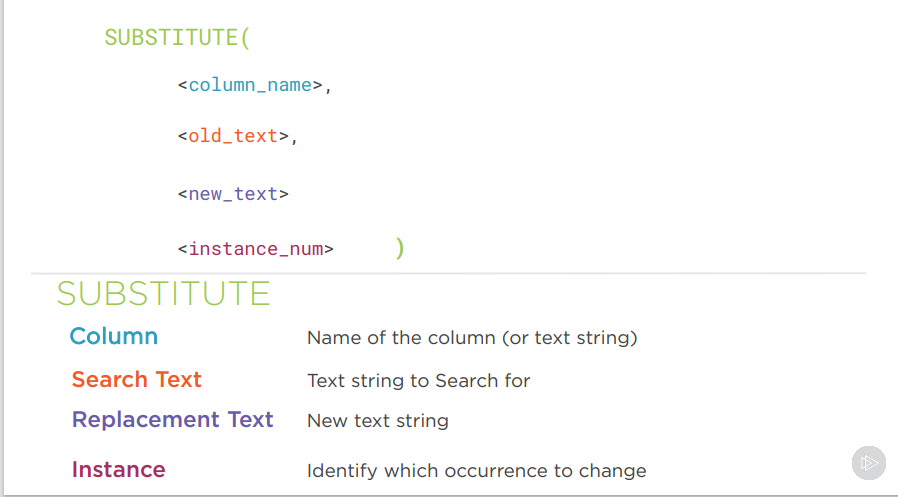 SUBSTITUTE(
<column_name>,
<old_text>,
<new_text>
<instance_num> )
SUBSTITUTE
Column Name of the column (or text string)
Search Text Text string to Search for
Replacement Text New text string
Instance Identify which occurrence to change